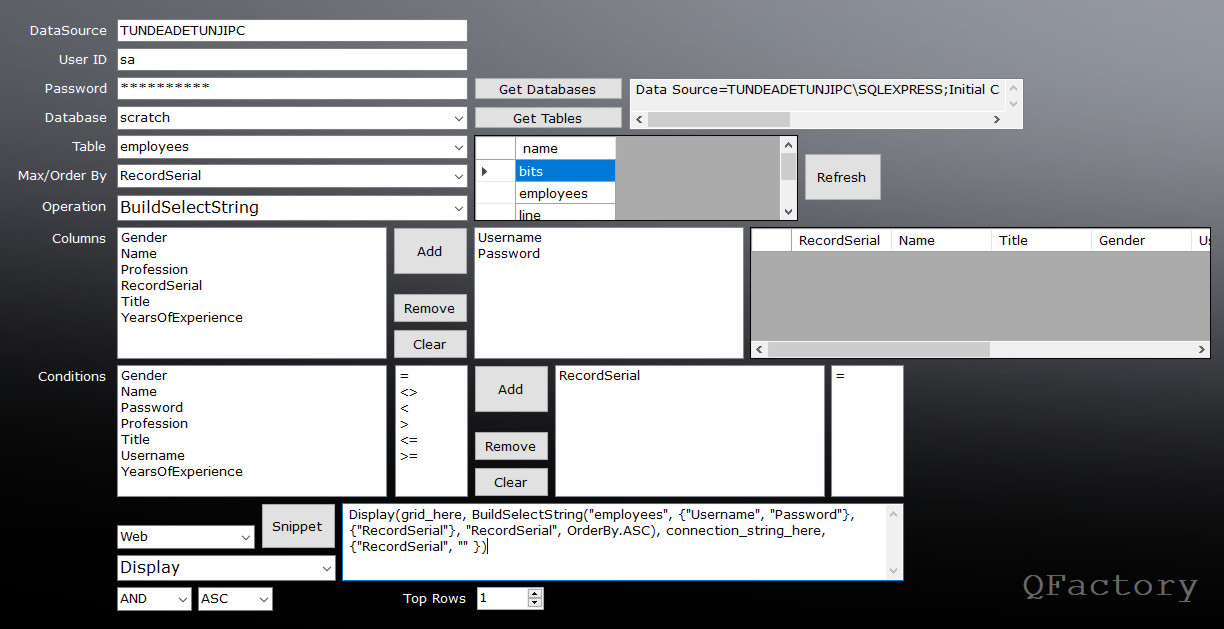 DataSource TUNDEADETUNJIPC
User ID sa
Password **********
Get Databases
Data Source=TUNDEADETUNJIPC\SQLEXPRESS;Initial C
Database scratch
Get Tables
Table employees
name
bits
employees
line
Refresh
Max/Order By RecordSerial
Operation BuildSelectString
Columns
Gender
Name
Profession
RecordSerial
Title
YearsOfExperience
Add
Remove
Clear
Username
Password
RecordSerial Name Title Gender Us
Conditions
Gender
Name
Password
Profession
Title
Username
YearsOfExperience
=
<>
<
>
<=
>=
Add
Remove
Clear
RecordSerial
=
Web
Snippet
Display(grid_here, BuildSelectString("employees", {"Username", "Password"},
{"RecordSerial"}, "RecordSerial", OrderBy.ASC), connection_string_here,
{"RecordSerial", "" })
Display
AND ASC
Top Rows 1
QFactory